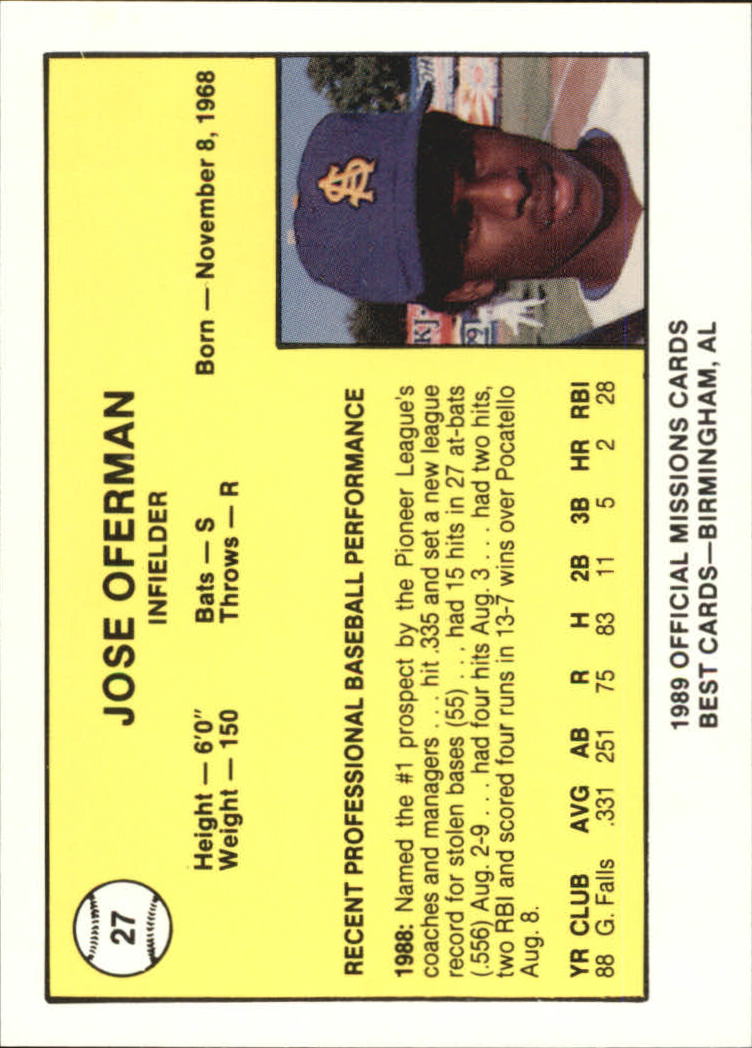 27
JOSE OFERMAN
INFIELDER
Height — 6'0" Bats — S Born — November 8, 1968
Weight — 150 Throws — R
RECENT PROFESSIONAL BASEBALL PERFORMANCE
1988: Named the #1 prospect by the Pioneer League's
coaches and managers . . . hit .335 and set a new league
record for stolen bases (55) . . . had 15 hits in 27 at-bats
(.556) Aug. 2-9 . . . had four hits Aug. 3 . . . had two hits,
two RBI and scored four runs in 13-7 wins over Pocatello
Aug. 8.
YR CLUB AVG AB R H 2B 3B HR RBI
88 G. Falls .331 251 75 83 11 5 2 28
1989 OFFICIAL MISSIONS CARDS
BEST CARDS—BIRMINGHAM, AL
SA
KJ